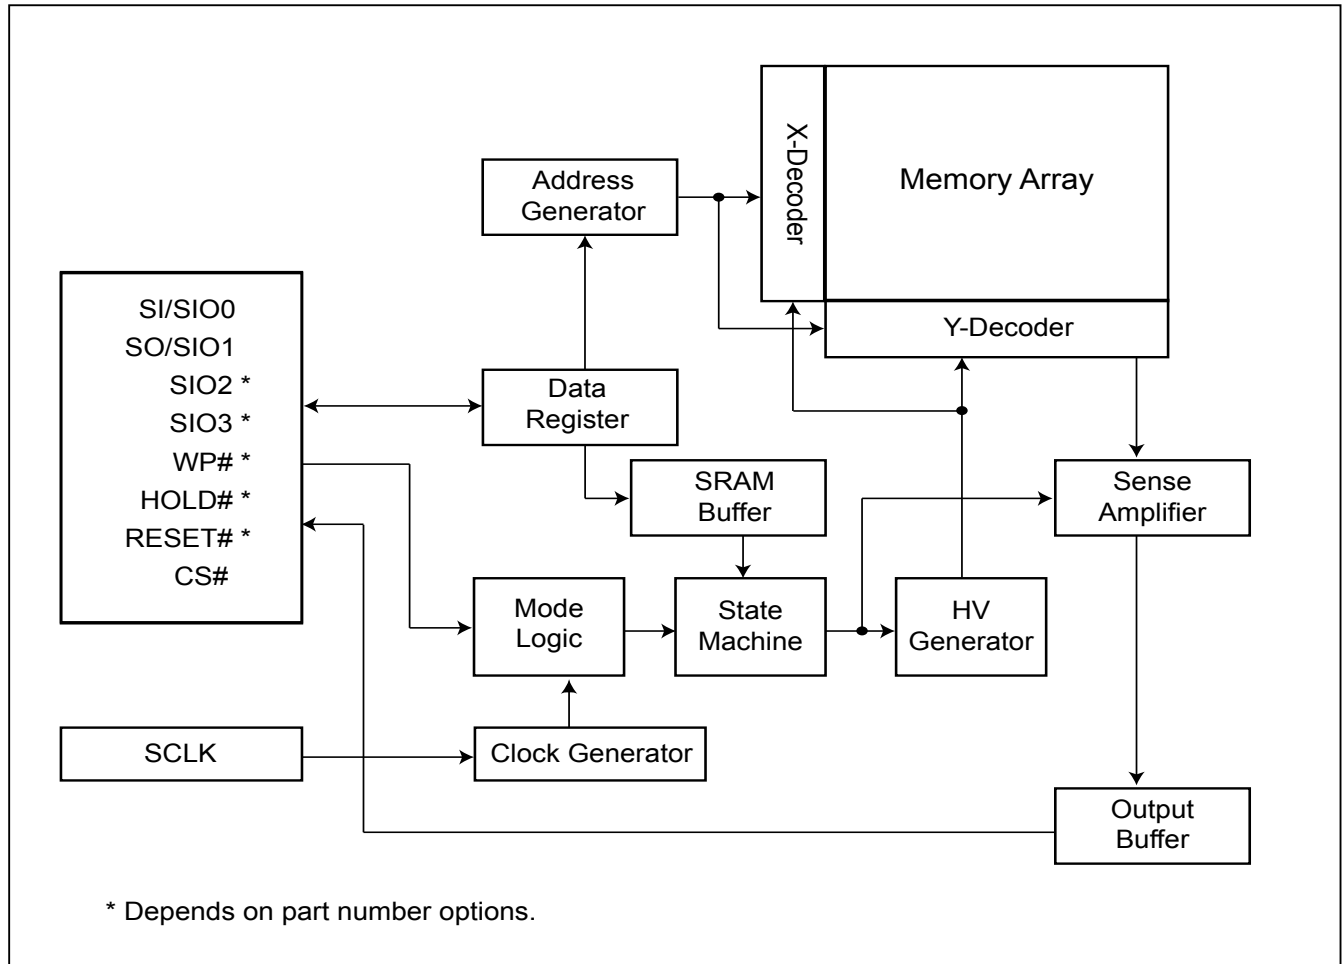 X-Decoder
Memory Array
Address
Generator
SI/SIO0
SO/SIO1
SIO2 *
SIO3 *
WP# *
HOLD# *
RESET# *
CS#
Y-Decoder
Data
Register
SRAM
Buffer
Sense
Amplifier
Mode
Logic
State
Machine
HV
Generator
SCLK
Clock Generator
Output
Buffer
* Depends on part number options.